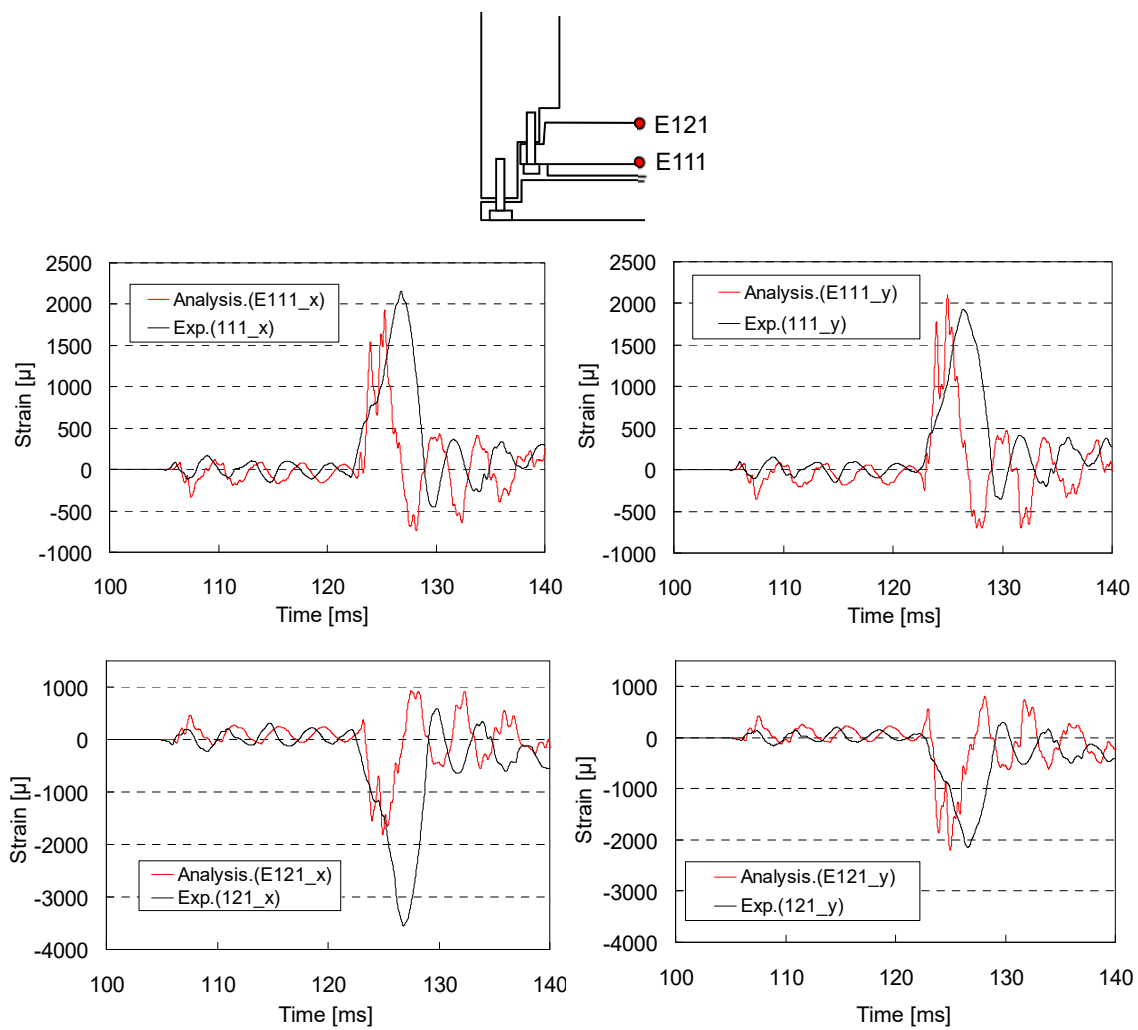 E121
E111
2500
2000
1500
1000
500
0
-500
-1000
Strain [µ]
Analysis.(E111_x)
Exp.(111_x)
100
110
120
130
140
Time [ms]
2500
2000
1500
1000
500
0
-500
-1000
Strain [µ]
Analysis.(E111_y)
Exp.(111_y)
100
110
120
130
140
Time [ms]
1000
0
-1000
-2000
-3000
-4000
Strain [µ]
Analysis.(E121_x)
Exp.(121_x)
100
110
120
130
140
Time [ms]
1000
0
-1000
-2000
-3000
-4000
Strain [µ]
Analysis.(E121_y)
Exp.(121_y)
100
110
120
130
140
Time [ms]